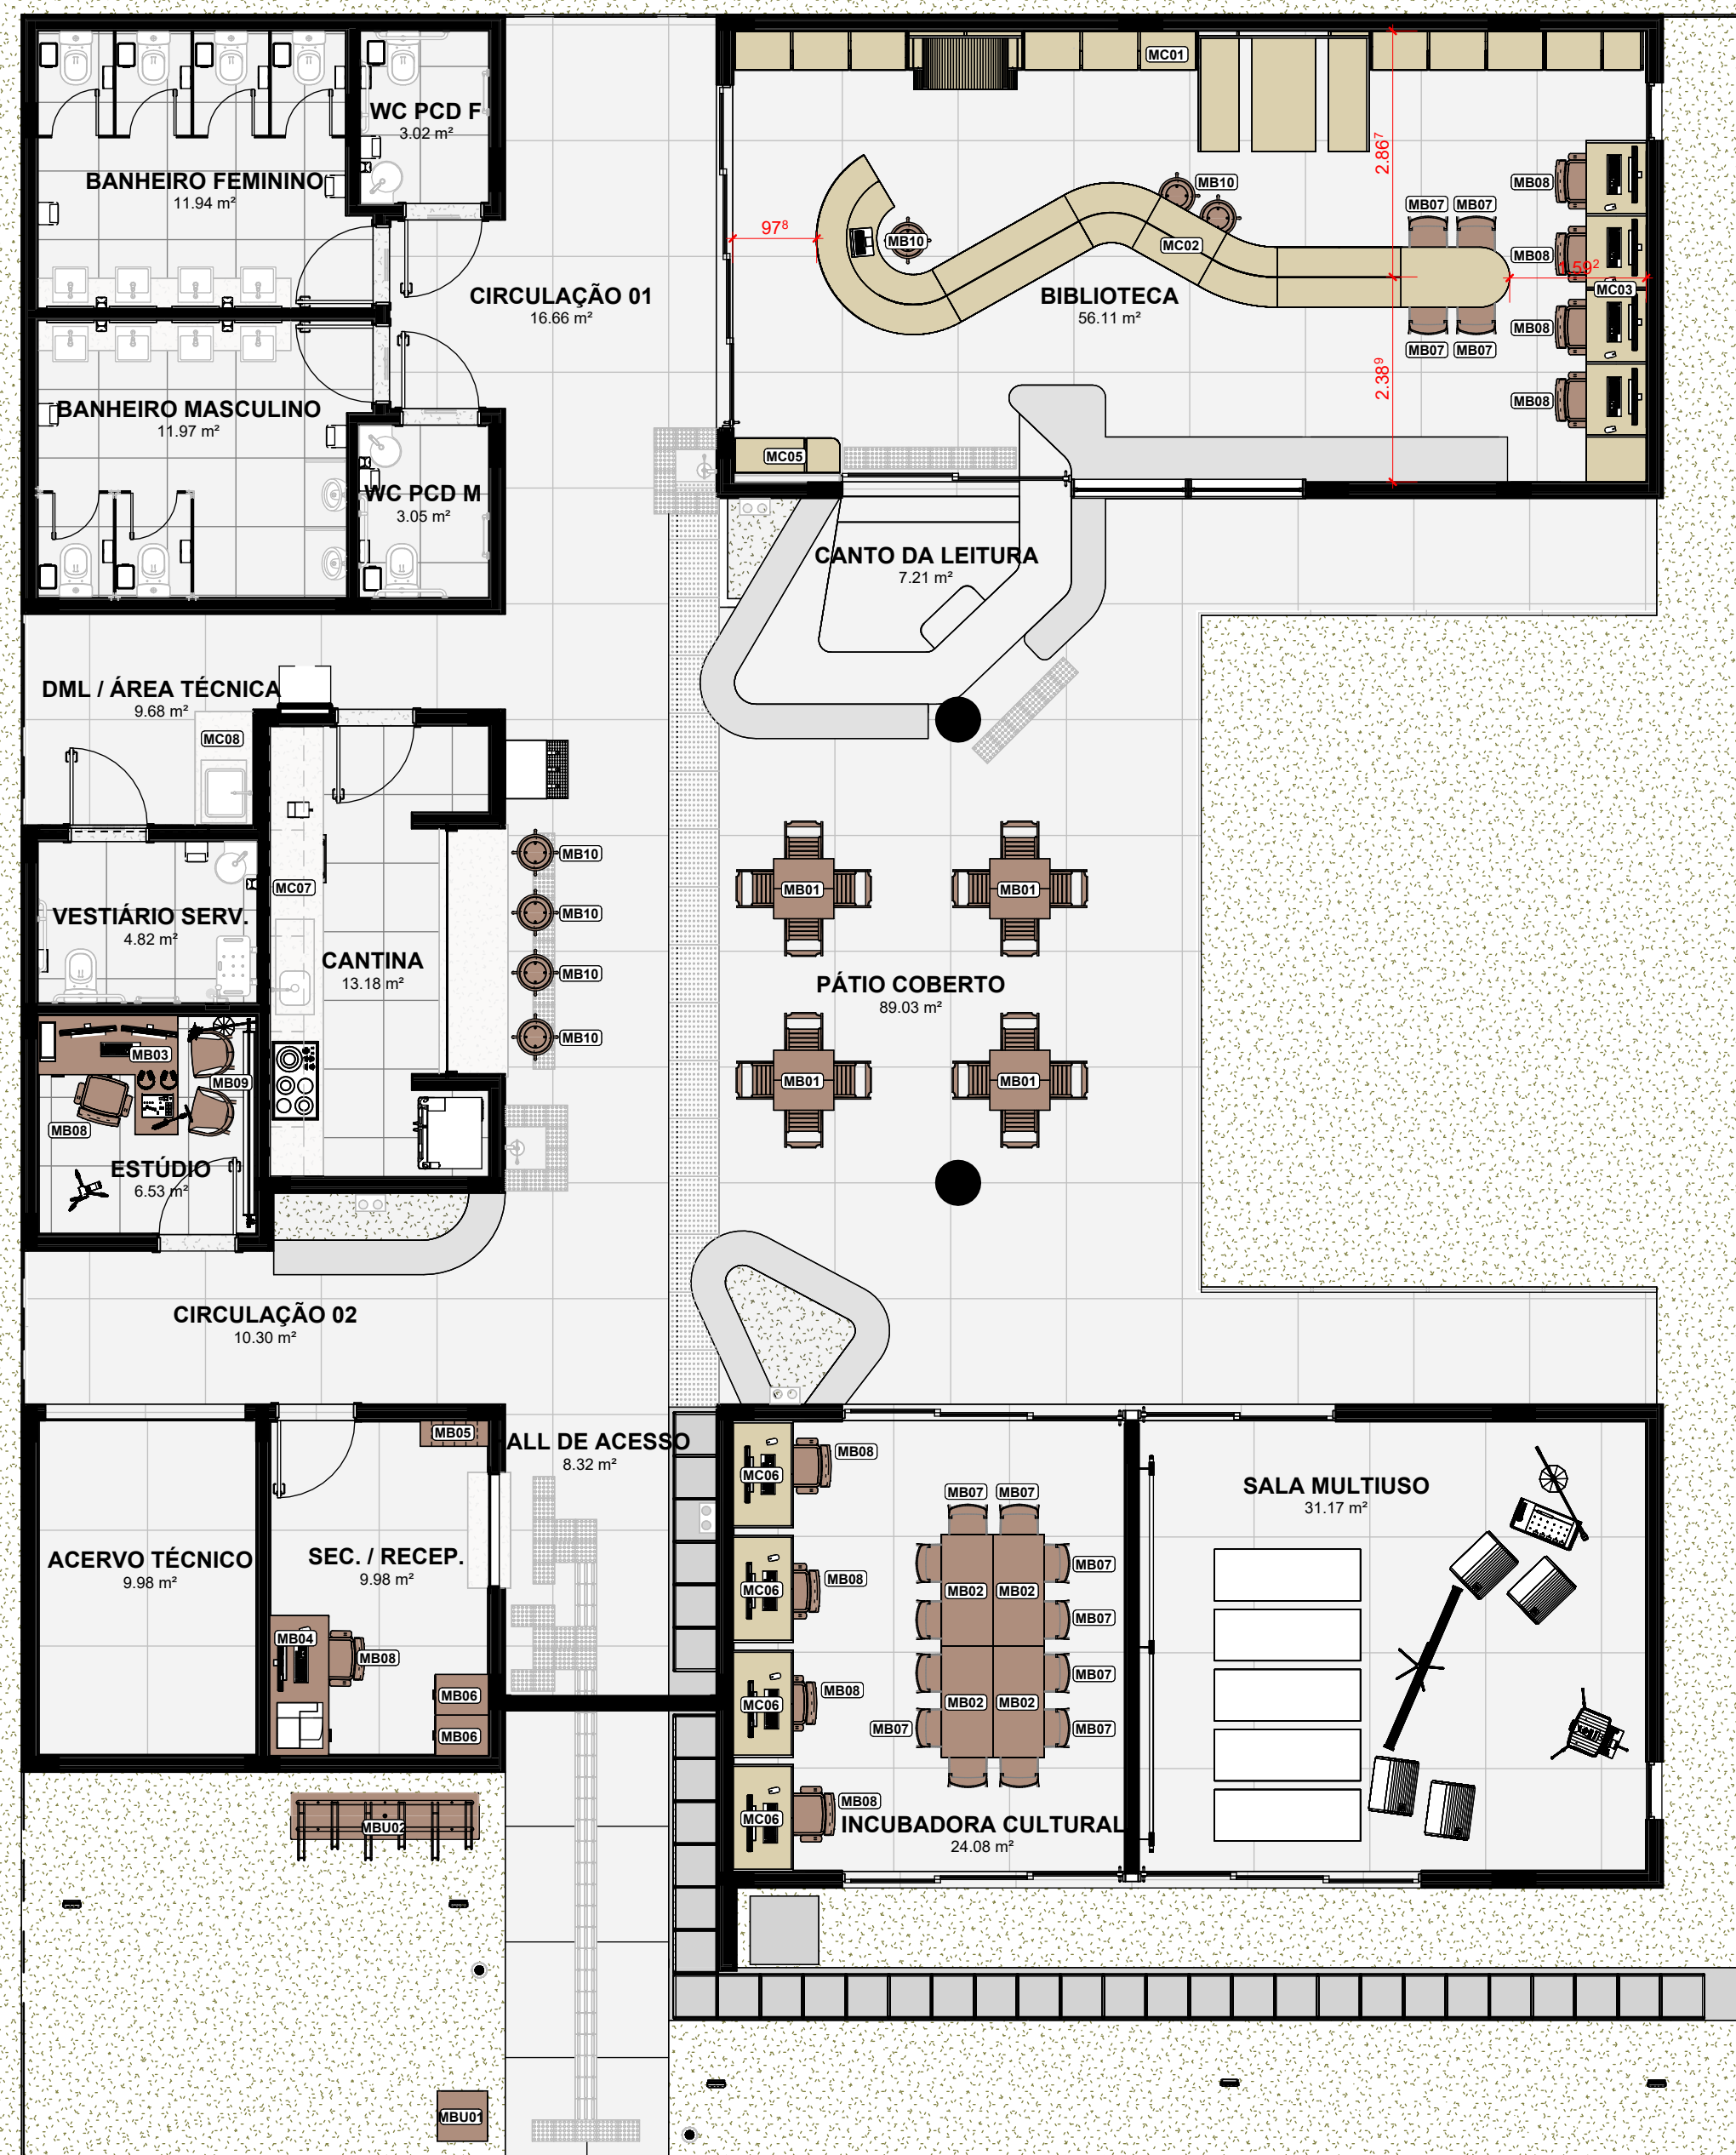 MC01
WC PCD F
3.02 m²
BANHEIRO FEMININO
11.94 m²
2.86⁷
MB10
MB08
MB07
MB07
97⁸
MB10
MC02
MB08
1.59²
CIRCULAÇÃO 01
16.66 m²
BIBLIOTECA
56.11 m²
MC03
MB08
MB07
MB07
2.38⁹
MB08
BANHEIRO MASCULINO
11.97 m²
MC05
WC PCD M
3.05 m²
CANTO DA LEITURA
7.21 m²
DML / ÁREA TÉCNICA
9.68 m²
MC08
MB10
MC07
MB01
MB01
VESTIÁRIO SERV.
4.82 m²
MB10
CANTINA
13.18 m²
MB10
PÁTIO COBERTO
89.03 m²
MB10
MB03
MB09
MB01
MB01
MB08
ESTÚDIO
6.53 m²
CIRCULAÇÃO 02
10.30 m²
MB05
ALL DE ACESSO
8.32 m²
MB08
MC06
SALA MULTIUSO
31.17 m²
MB07
MB07
ACERVO TÉCNICO
9.98 m²
SEC. / RECEP.
9.98 m²
MB07
MB08
MC06
MB02
MB02
MB07
MB04
MB08
MB07
MB06
MB08
MC06
MB02
MB02
MB07
MB07
MB06
MB08
MC06
INCUBADORA CULTURAL
24.08 m²
MBU02
MBU01